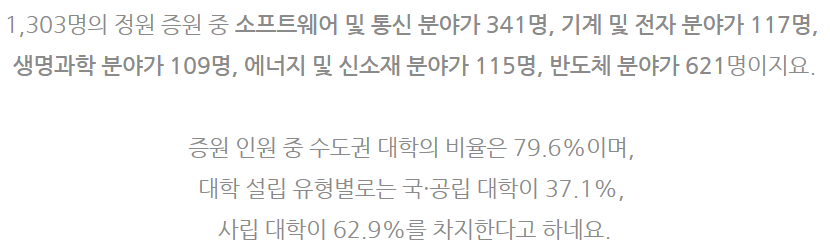 1,303명의 정원 증원 중 소프트웨어 및 통신 분야가 341명, 기계 및 전자 분야가 117명,
생명과학 분야가 109명, 에너지 및 신소재 분야가 115명, 반도체 분야가 621명이지요.
증원 인원 중 수도권 대학의 비율은 79.6%이며,
대학 설립 유형별로는 국·공립 대학이 37.1%,
사립 대학이 62.9%를 차지한다고 하네요.